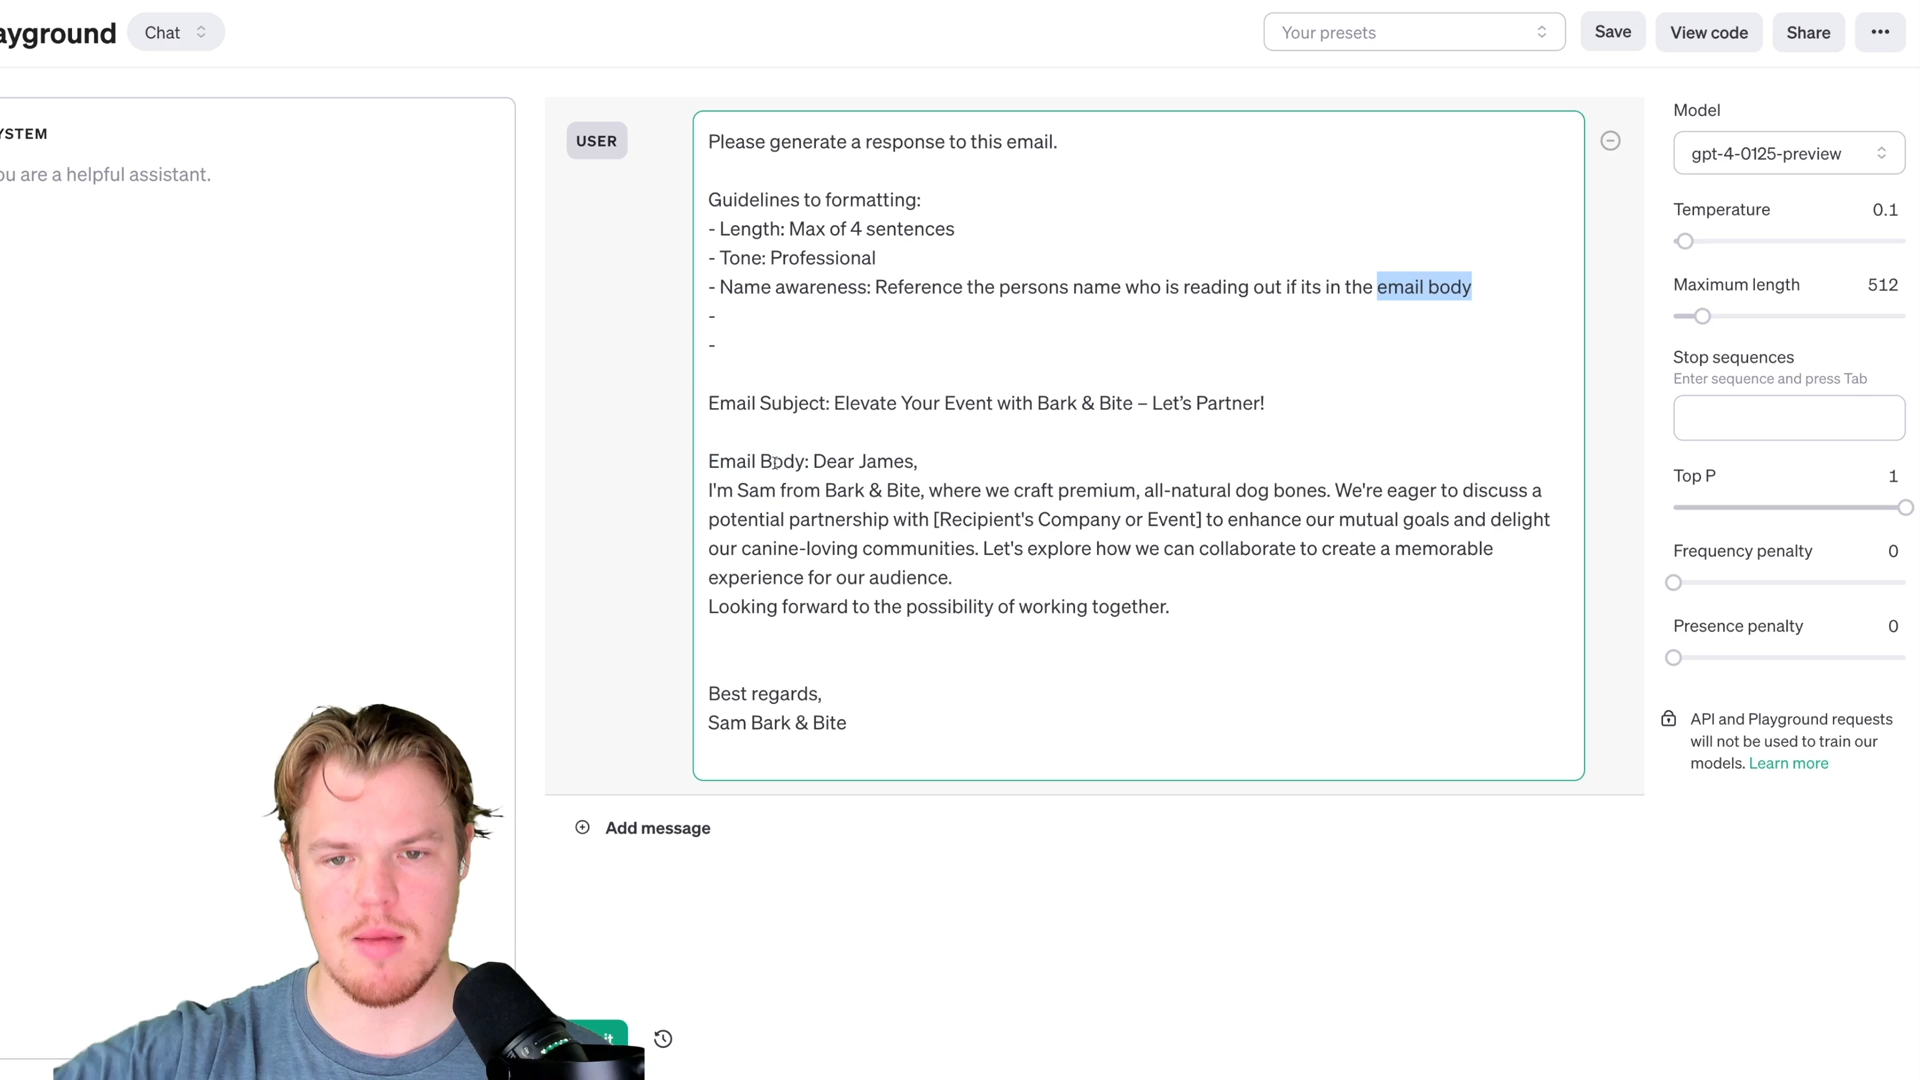 ayground
Chat
Your presets
Save
View code
Share
•••
YSTEM
ou are a helpful assistant.
USER
Please generate a response to this email.
Guidelines to formatting:
- Length: Max of 4 sentences
- Tone: Professional
- Name awareness: Reference the persons name who is reading out if its in the email body
-
-
Email Subject: Elevate Your Event with Bark & Bite – Let’s Partner!
Email Body: Dear James,
I'm Sam from Bark & Bite, where we craft premium, all-natural dog bones. We're eager to discuss a
potential partnership with [Recipient's Company or Event] to enhance our mutual goals and delight
our canine-loving communities. Let's explore how we can collaborate to create a memorable
experience for our audience.
Looking forward to the possibility of working together.
Best regards,
Sam Bark & Bite
Add message
it
Model
gpt-4-0125-preview
Temperature 0.1
Maximum length 512
Stop sequences
Enter sequence and press Tab
Top P 1
Frequency penalty 0
Presence penalty 0
API and Playground requests
will not be used to train our
models. Learn more